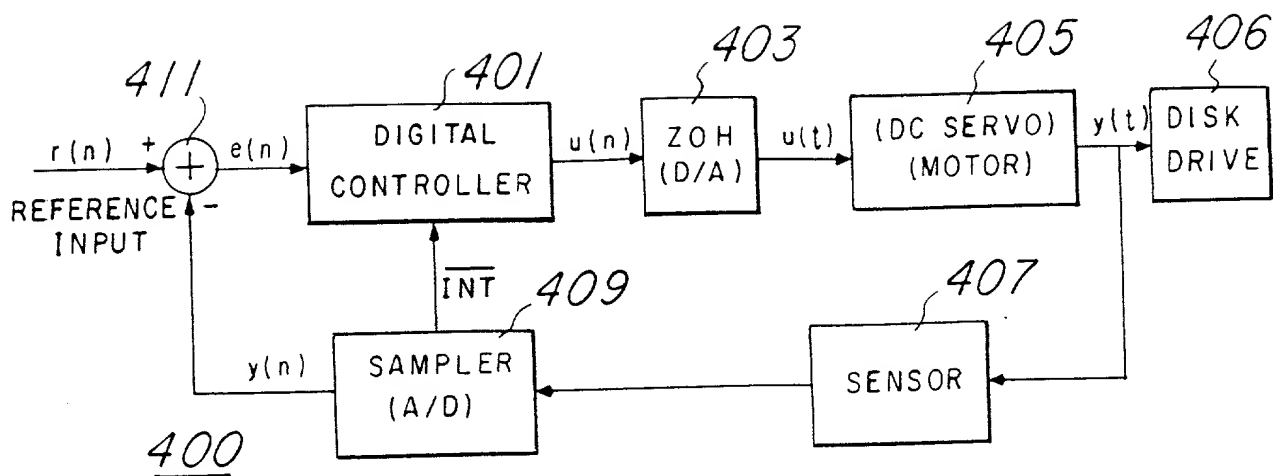 411
401
403
405
406
r(n)
+
+
e(n)
DIGITAL
CONTROLLER
u(n)
ZOH
(D/A)
u(t)
(DC SERVO)
(MOTOR)
y(t)
DISK
DRIVE
REFERENCE
INPUT
-
INT
409
407
y(n)
SAMPLER
(A/D)
SENSOR
400